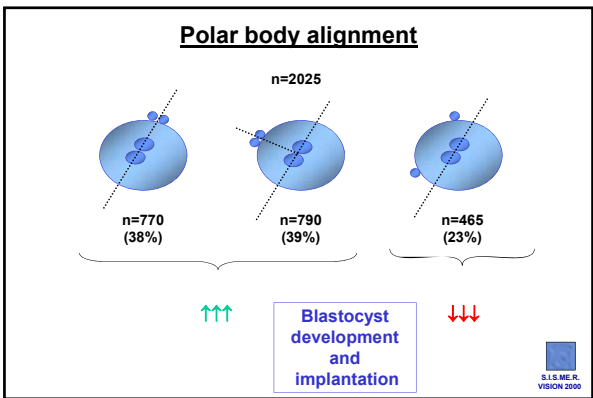 Polar body alignment
n=2025
n=770
(38%)
n=790
(39%)
n=465
(23%)
↑↑↑
Blastocyst
development
and
implantation
↓↓↓
S.I.S.ME.R.
VISION 2000